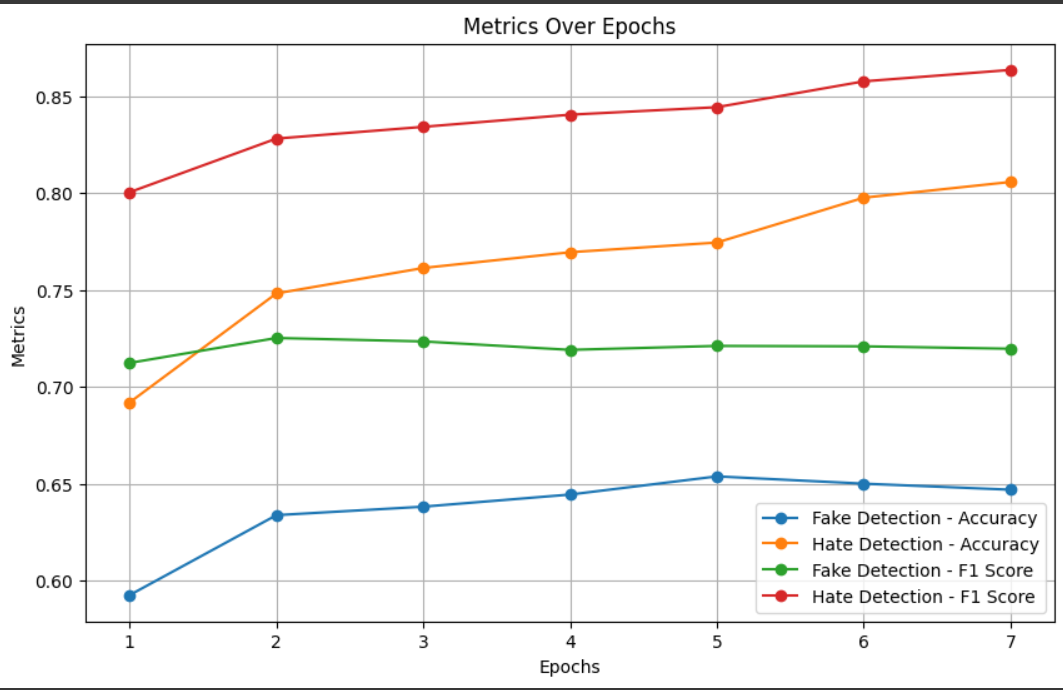 Metrics Over Epochs
Metrics
0.85
0.80
0.75
0.70
0.65
0.60
Fake Detection - Accuracy
Hate Detection - Accuracy
Fake Detection - F1 Score
Hate Detection - F1 Score
1 2 3 4 5 6 7
Epochs